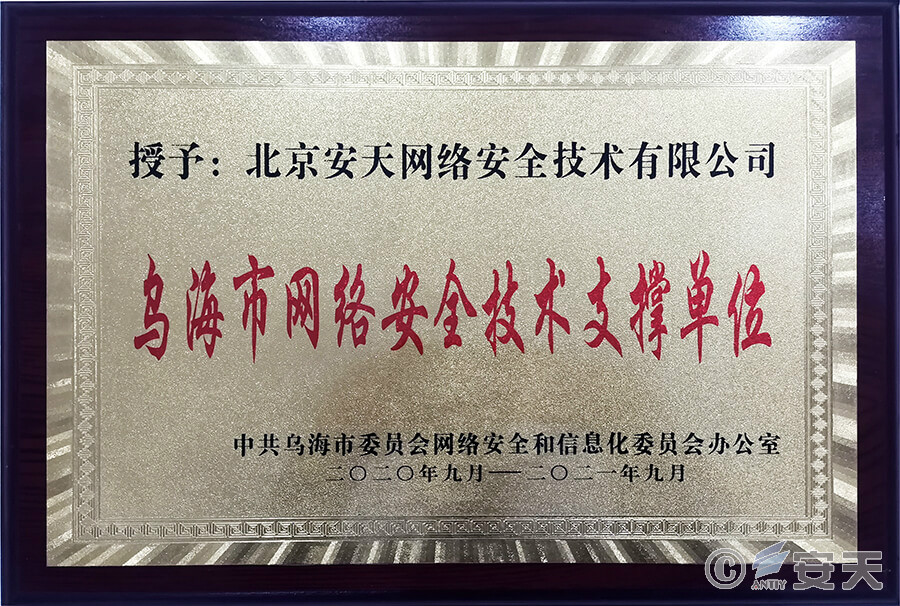 授予：北京安天网络安全技术有限公司
乌海市网络安全技术支撑单位
中共乌海市委员会网络安全和信息化委员会办公室
二〇二〇年九月——二〇二一年九月
© ANTIY 安天